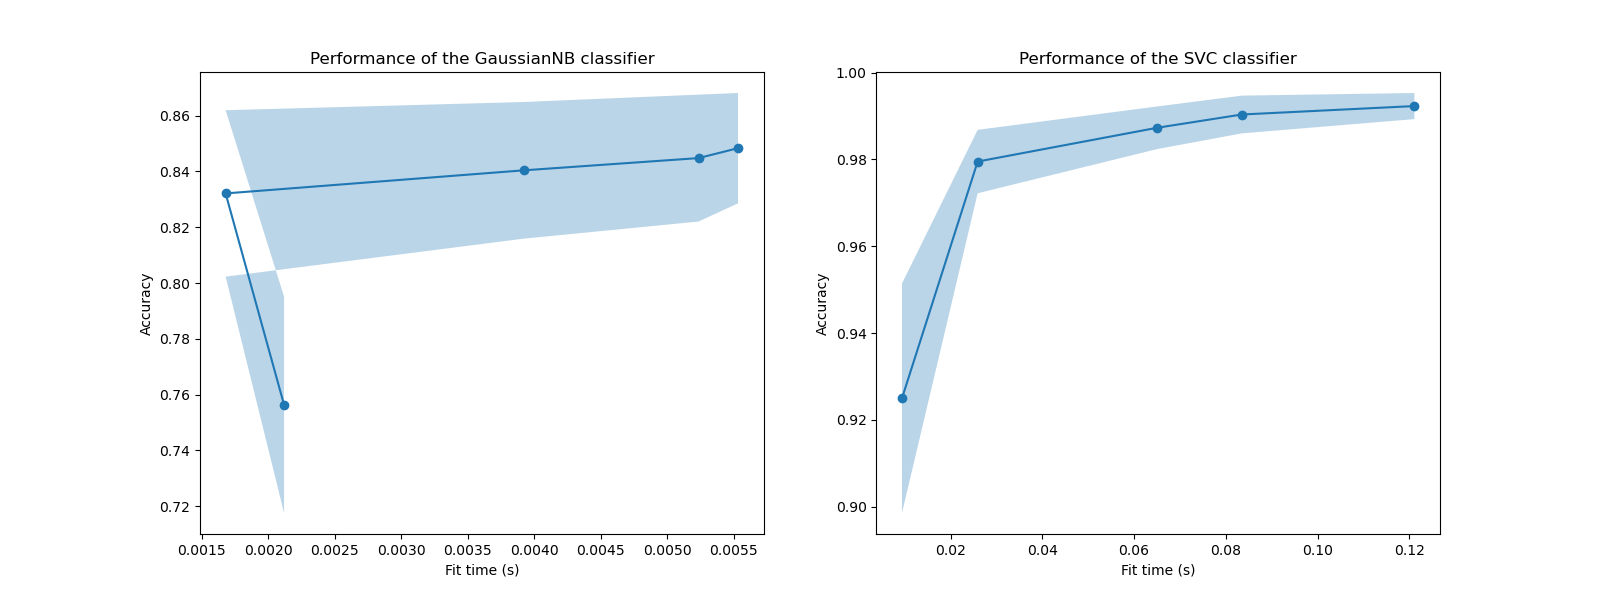 Performance of the GaussianNB classifier
0.86
0.84
0.82
0.80
0.78
0.76
0.74
0.72
Accuracy
0.0015 0.0020 0.0025 0.0030 0.0035 0.0040 0.0045 0.0050 0.0055
Fit time (s)
Performance of the SVC classifier
1.00
0.98
0.96
0.94
0.92
0.90
Accuracy
0.02 0.04 0.06 0.08 0.10 0.12
Fit time (s)